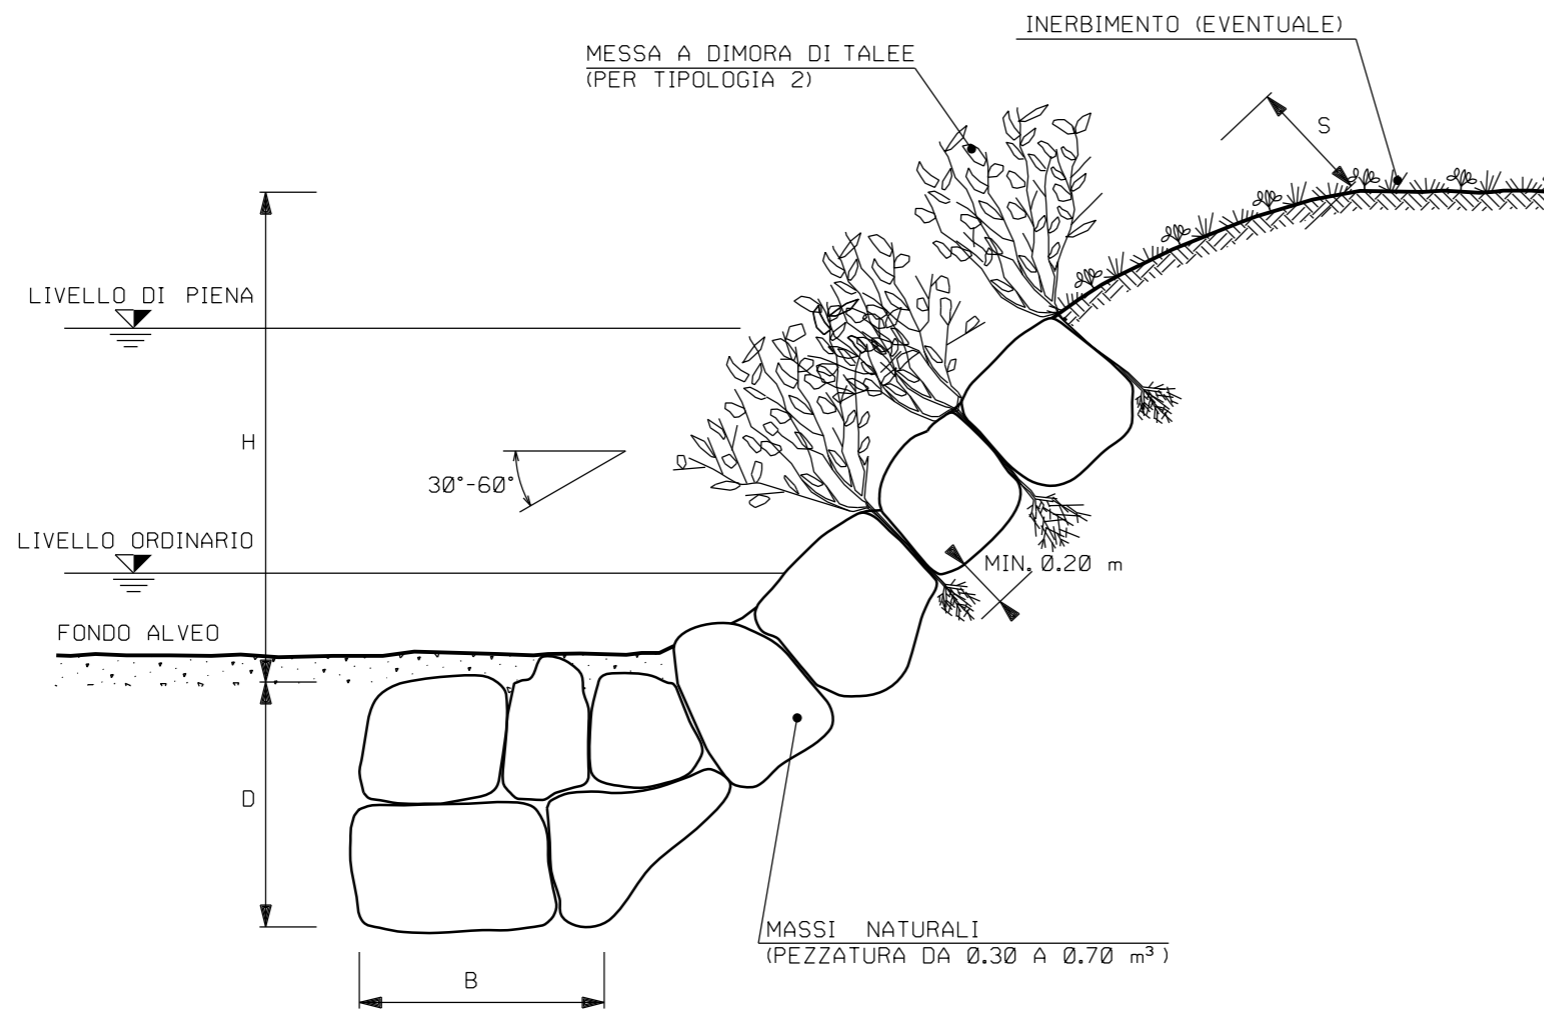 INERBIMENTO (EVENTUALE)
MESSA A DIMORA DI TALEE
(PER TIPOLOGIA 2)
S
LIVELLO DI PIENA
H
30°-60°
LIVELLO ORDINARIO
MIN. 0.20 m
FONDO ALVEO
D
MASSI NATURALI
(PEZZATURA DA 0.30 A 0.70 m³)
B